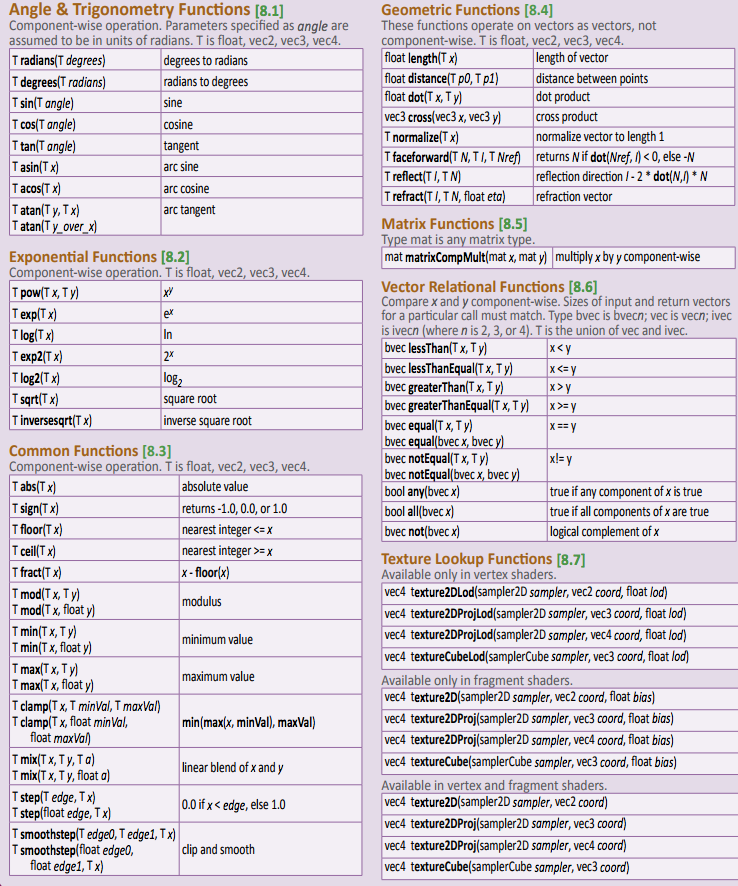 Angle & Trigonometry Functions [8.1]
Component-wise operation. Parameters specified as angle are
assumed to be in units of radians. T is float, vec2, vec3, vec4.
T radians(T degrees) degrees to radians
T degrees(T radians) radians to degrees
T sin(T angle) sine
T cos(T angle) cosine
T tan(T angle) tangent
T asin(T x) arc sine
T acos(T x) arc cosine
T atan(T y, T x) arc tangent
T atan(T y_over_x)
Exponential Functions [8.2]
Component-wise operation. T is float, vec2, vec3, vec4.
T pow(T x, T y) xʸ
T exp(T x) eˣ
T log(T x) ln
T exp2(T x) 2ˣ
T log2(T x) log₂
T sqrt(T x) square root
T inversesqrt(T x) inverse square root
Common Functions [8.3]
Component-wise operation. T is float, vec2, vec3, vec4.
T abs(T x) absolute value
T sign(T x) returns -1.0, 0.0, or 1.0
T floor(T x) nearest integer <= x
T ceil(T x) nearest integer >= x
T fract(T x) x - floor(x)
T mod(T x, T y)
T mod(T x, float y)
modulus
T min(T x, T y)
T min(T x, float y)
minimum value
T max(T x, T y)
T max(T x, float y)
maximum value
T clamp(T x, T minVal, T maxVal)
T clamp(T x, float minVal,
float maxVal)
min(max(x, minVal), maxVal)
T mix(T x, T y, T a)
T mix(T x, T y, float a)
linear blend of x and y
T step(T edge, T x)
T step(float edge, T x)
0.0 if x < edge, else 1.0
T smoothstep(T edge0, T edge1, T x)
T smoothstep(float edge0,
float edge1, T x)
clip and smooth
Geometric Functions [8.4]
These functions operate on vectors as vectors, not
component-wise. T is float, vec2, vec3, vec4.
float length(T x) length of vector
float distance(T p0, T p1) distance between points
float dot(T x, T y) dot product
vec3 cross(vec3 x, vec3 y) cross product
T normalize(T x) normalize vector to length 1
T faceforward(T N, T I, T Nref) returns N if dot(Nref, I) < 0, else -N
T reflect(T I, T N) reflection direction I - 2 * dot(N,I) * N
T refract(T I, T N, float eta) refraction vector
Matrix Functions [8.5]
Type mat is any matrix type.
mat matrixCompMult(mat x, mat y) multiply x by y component-wise
Vector Relational Functions [8.6]
Compare x and y component-wise. Sizes of input and return vectors
for a particular call must match. Type bvec is bvecn; vec is vecn; ivec
is ivecn (where n is 2, 3, or 4). T is the union of vec and ivec.
bvec lessThan(T x, T y) x < y
bvec lessThanEqual(T x, T y) x <= y
bvec greaterThan(T x, T y) x > y
bvec greaterThanEqual(T x, T y) x >= y
bvec equal(T x, T y) x == y
bvec equal(bvec x, bvec y)
bvec notEqual(T x, T y) x!= y
bvec notEqual(bvec x, bvec y)
bool any(bvec x) true if any component of x is true
bool all(bvec x) true if all components of x are true
bvec not(bvec x) logical complement of x
Texture Lookup Functions [8.7]
Available only in vertex shaders.
vec4 texture2DLod(sampler2D sampler, vec2 coord, float lod)
vec4 texture2DProjLod(sampler2D sampler, vec3 coord, float lod)
vec4 texture2DProjLod(sampler2D sampler, vec4 coord, float lod)
vec4 textureCubeLod(samplerCube sampler, vec3 coord, float lod)
Available only in fragment shaders.
vec4 texture2D(sampler2D sampler, vec2 coord, float bias)
vec4 texture2DProj(sampler2D sampler, vec3 coord, float bias)
vec4 texture2DProj(sampler2D sampler, vec4 coord, float bias)
vec4 textureCube(samplerCube sampler, vec3 coord, float bias)
Available in vertex and fragment shaders.
vec4 texture2D(sampler2D sampler, vec2 coord)
vec4 texture2DProj(sampler2D sampler, vec3 coord)
vec4 texture2DProj(sampler2D sampler, vec4 coord)
vec4 textureCube(samplerCube sampler, vec3 coord)